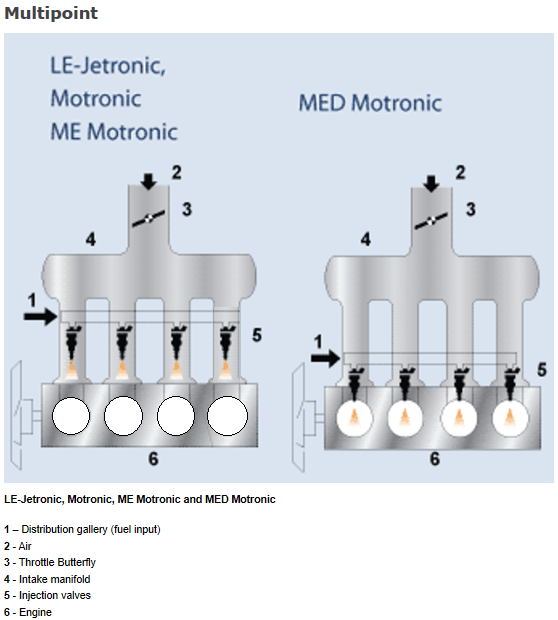 Multipoint
LE-Jetronic,
Motronic
ME Motronic
MED Motronic
2
2
3
3
4
4
1
5
1
5
6
6
LE-Jetronic, Motronic, ME Motronic and MED Motronic
1 – Distribution gallery (fuel input)
2 - Air
3 - Throttle Butterfly
4 - Intake manifold
5 - Injection valves
6 - Engine